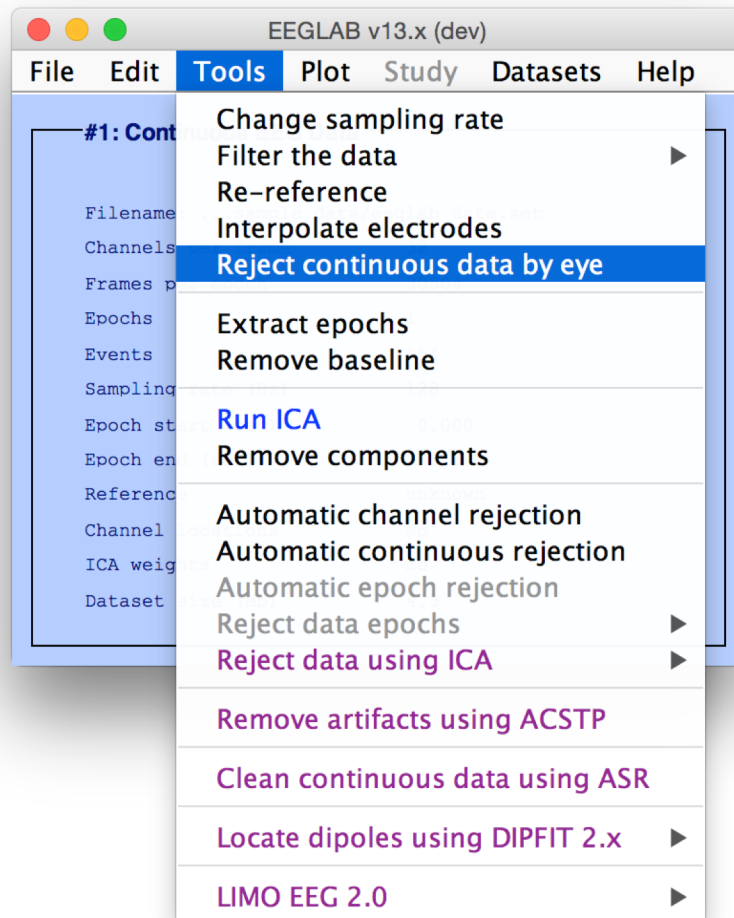 EEGLAB v13.x (dev)
File Edit Tools Plot Study Datasets Help
#1: Cont
Change sampling rate
Filter the data
Re-reference
Interpolate electrodes
Reject continuous data by eye
Extract epochs
Remove baseline
Run ICA
Remove components
Automatic channel rejection
Automatic continuous rejection
Automatic epoch rejection
Reject data epochs
Reject data using ICA
Remove artifacts using ACSTP
Clean continuous data using ASR
Locate dipoles using DIPFIT 2.x
LIMO EEG 2.0
Filename
Channels
Frames p
Epochs
Events
Sampling
Epoch st
Epoch en
Referenc
Channel
ICA weig
Dataset